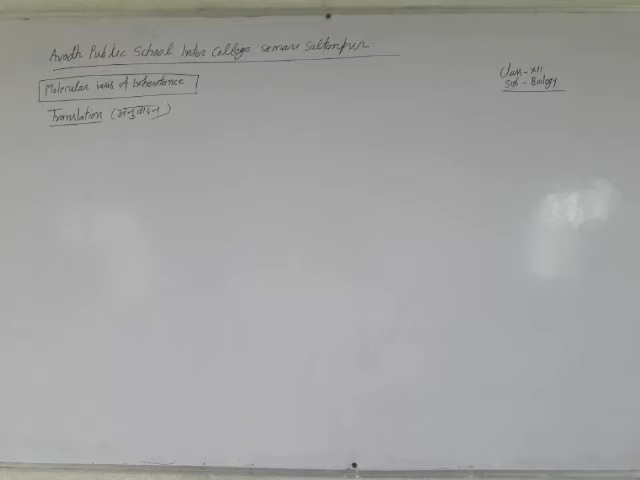 Avadh Public School Inter College Semari Sultanpur
Class - XII
Sub - Biology
Molecular basis of Inheritance
Translation (अनुवादन)